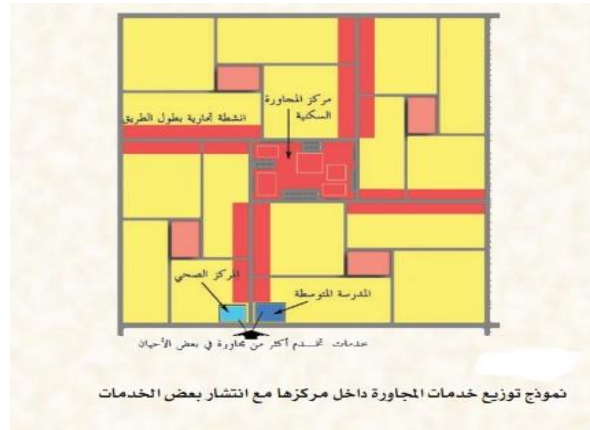 مركز المجاورة
السكنية
انشطة تجارية بطول الطريق
المركز الصحي
المدرسة المتوسطة
خدمات تخدم أكثر من مجاورة في بعض الأحيان
نموذج توزيع خدمات المجاورة داخل مركزها مع انتشار بعض الخدمات